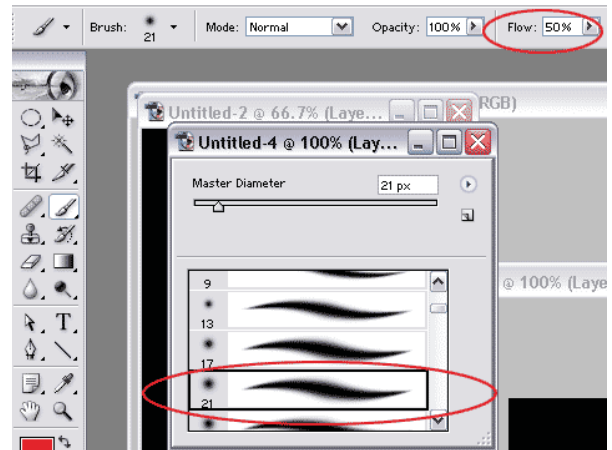 Brush: 21 Mode: Normal Opacity: 100% Flow: 50%
Untitled-2 @ 66.7% (Laye... RGB)
Untitled-4 @ 100% (Lay...
Master Diameter 21 px
9
@ 100% (Laye
13
17
21
T